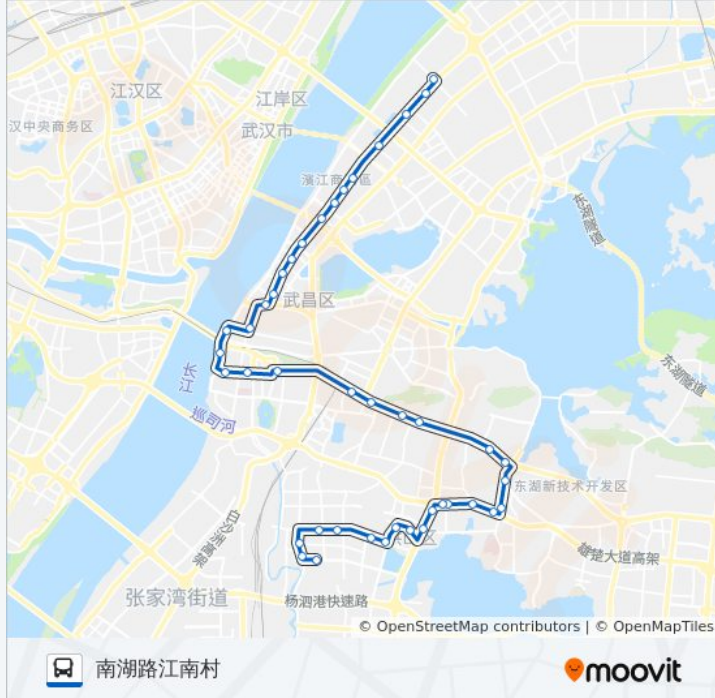 江汉区
江岸区
汉中央商务区
武汉市
滨江商 区
东湖隧道
武昌区
长江
东湖隧道
巡司河
东湖新技术开发区
白沙洲高架
区
雄楚大道高架
张家湾街道
杨泗港快速路
© OpenStreetMap contributors | © OpenMapTiles
南湖路江南村
moovit